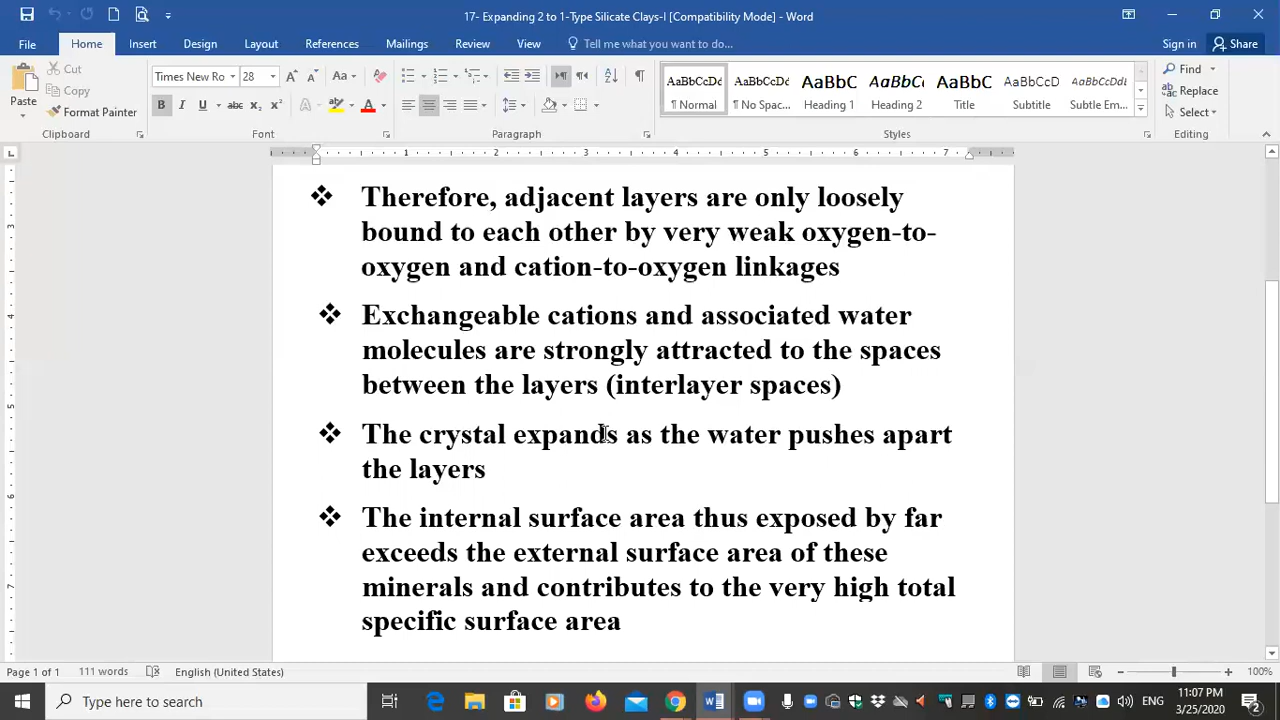 17- Expanding 2 to 1-Type Silicate Clays-I [Compatibility Mode] - Word
File Home Insert Design Layout References Mailings Review View Tell me what you want to do... Sign in Share
Paste Cut Copy Format Painter Clipboard
Times New Ro 28 Font
Paragraph
AaBbCcDd AaBbCcDd AaBbC AaBbC AaBbC AaBbCcD AaBbCcDd
¶ Normal ¶ No Spac... Heading Heading 2 Title Subtitle Subtle Em...
Styles
Find Replace Select Editing
1 2 3 4 5 6 7
Therefore, adjacent layers are only loosely
bound to each other by very weak oxygen-to-
oxygen and cation-to-oxygen linkages
Exchangeable cations and associated water
molecules are strongly attracted to the spaces
between the layers (interlayer spaces)
The crystal expands as the water pushes apart
the layers
The internal surface area thus exposed by far
exceeds the external surface area of these
minerals and contributes to the very high total
specific surface area
Page 1 of 1 111 words English (United States) 100%
Type here to search ENG 11:07 PM 3/25/2020